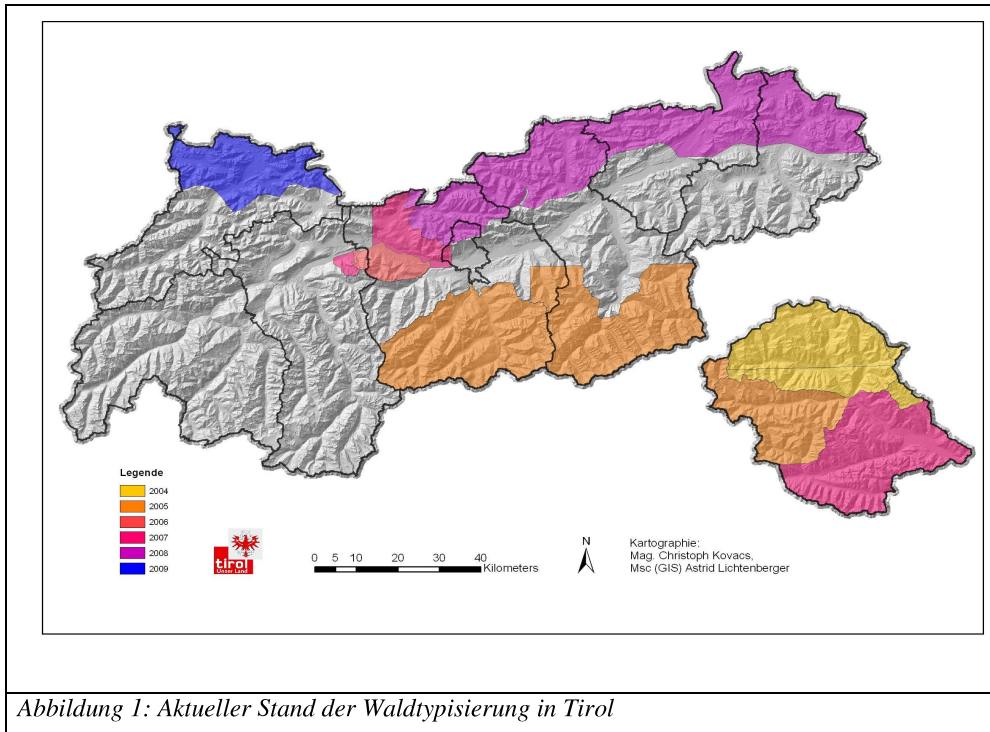 Legende
2004
2005
2006
2007
2008
2009
tirol
Unser Land
0 5 10 20 30 40
Kilometers
N
Kartographie:
Mag. Christoph Kovacs,
Msc (GIS) Astrid Lichtenberger
Abbildung 1: Aktueller Stand der Waldtypisierung in Tirol